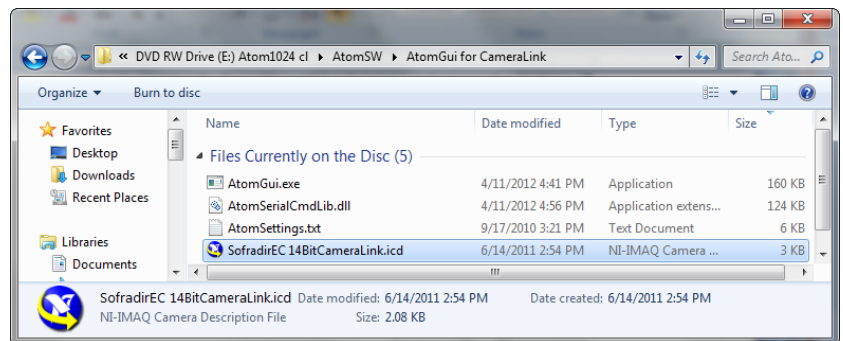 « DVD RW Drive (E:) Atom1024 cl ▸ AtomSW ▸ AtomGui for CameraLink
Search Ato...
Organize Burn to disc
Name Date modified Type Size
Favorites
Desktop
Downloads
Recent Places
Libraries
Documents
Files Currently on the Disc (5)
AtomGui.exe 4/11/2012 4:41 PM Application 160 KB
AtomSerialCmdLib.dll 4/11/2012 4:56 PM Application extens... 124 KB
AtomSettings.txt 9/17/2010 3:21 PM Text Document 6 KB
SofradirEC 14BitCameraLink.icd 6/14/2011 2:54 PM NI-IMAQ Camera ... 3 KB
SofradirEC 14BitCameraLink.icd Date modified: 6/14/2011 2:54 PM Date created: 6/14/2011 2:54 PM
NI-IMAQ Camera Description File Size: 2.08 KB